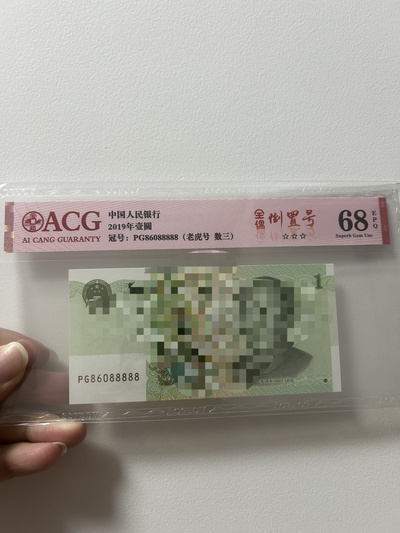 ACG
AI CANG GUARANTY
中国人民银行
2019年壹圆
冠号：PG86088888（老虎号 数三）
全偶 倒置号
☆☆☆
68 EPQ
Superb Gem Unc
1
PG86088888